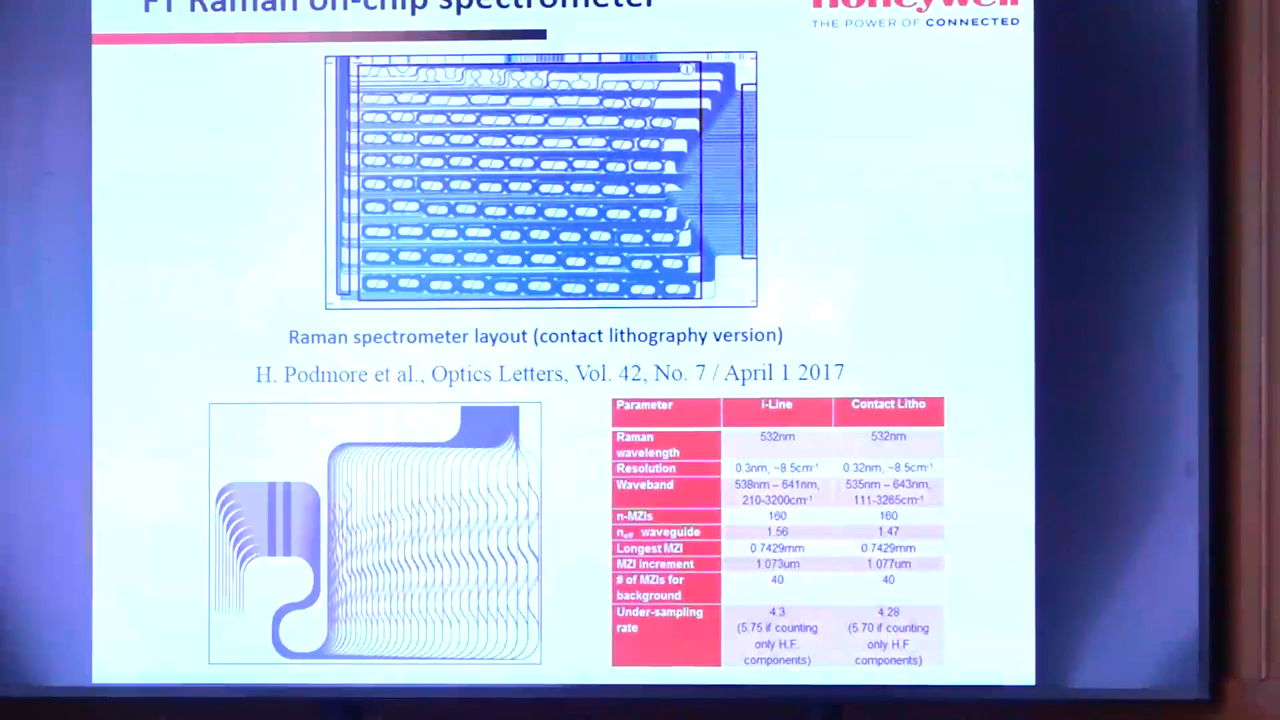 FT Raman on-chip spectrometer
Honeywell
THE POWER OF CONNECTED
Raman spectrometer layout (contact lithography version)
H. Podmore et al., Optics Letters, Vol. 42, No. 7 / April 1 2017
Parameter i-Line Contact Litho
Raman wavelength 532nm 532nm
Resolution 0.3nm, ~8 5cm-1 0.32nm, ~8 5cm-1
Waveband 538nm – 641nm, 210-3200cm-1 535nm – 643nm, 111-3265cm-1
n-MZIs 160 160
neff waveguide 1.56 1.47
Longest MZI 0.7429mm 0.7429mm
MZI increment 1 073um 1 077um
# of MZIs for background 40 40
Under-sampling rate 4.3 (5.75 if counting only H.F. components) 4.28 (5.70 if counting only H.F components)